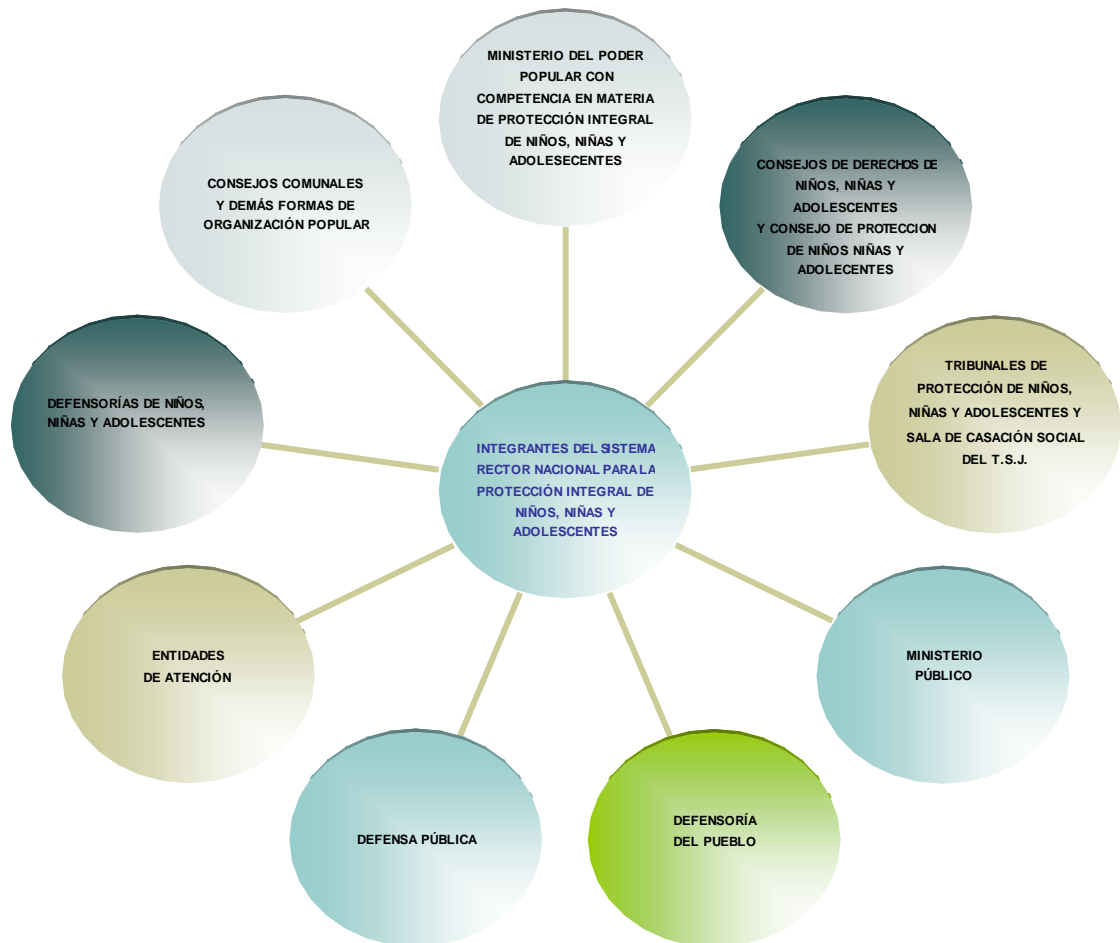 MINISTERIO DEL PODER
POPULAR CON
COMPETENCIA EN MATERIA
DE PROTECCIÓN INTEGRAL
DE NIÑOS, NIÑAS Y
ADOLESECENTES
CONSEJOS DE DERECHOS DE
NIÑOS, NIÑAS Y
ADOLESCENTES
Y CONSEJO DE PROTECCION
DE NIÑOS NIÑAS Y
ADOLECENTES
TRIBUNALES DE
PROTECCIÓN DE NIÑOS,
NIÑAS Y ADOLESCENTES Y
SALA DE CASACIÓN SOCIAL
DEL T.S.J.
MINISTERIO
PÚBLICO
DEFENSORÍA
DEL PUEBLO
DEFENSA PÚBLICA
ENTIDADES
DE ATENCIÓN
DEFENSORÍAS DE NIÑOS,
NIÑAS Y ADOLESCENTES
CONSEJOS COMUNALES
Y DEMÁS FORMAS DE
ORGANIZACIÓN POPULAR
INTEGRANTES DEL SISTEMA
RECTOR NACIONAL PARA LA
PROTECCIÓN INTEGRAL DE
NIÑOS, NIÑAS Y
ADOLESCENTES